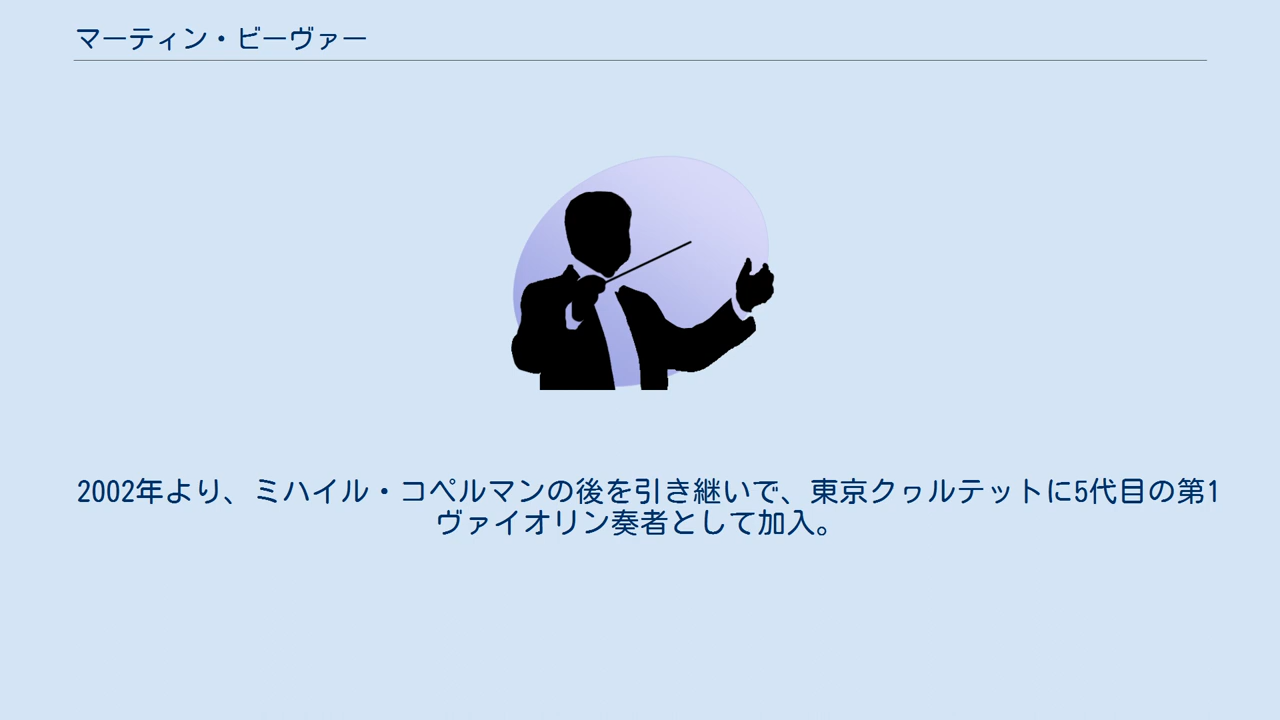 マーティン・ビーヴァー
2002年より、ミハイル・コペルマンの後を引き継いで、東京クヮルテットに5代目の第1
ヴァイオリン奏者として加入。